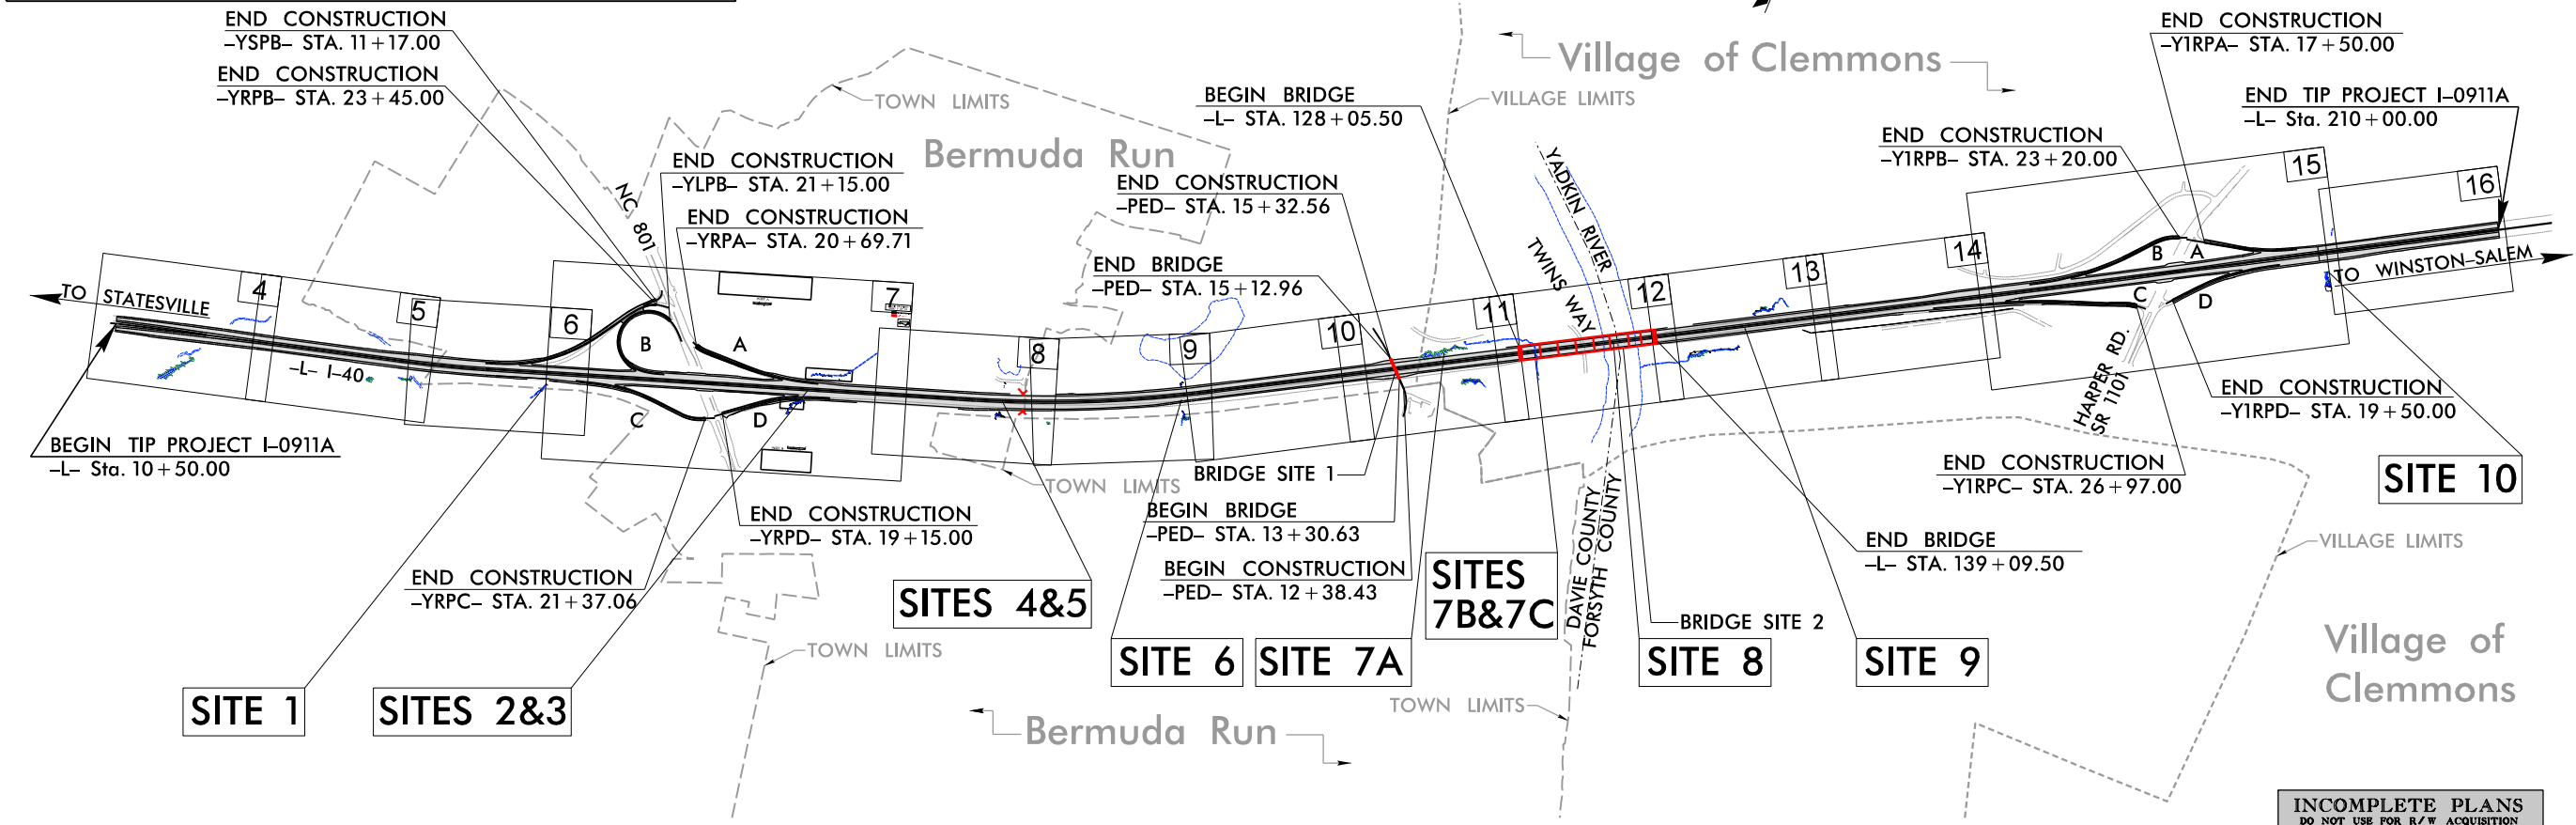 END CONSTRUCTION
-YSPB- STA. 11+17.00
END CONSTRUCTION
-YRPB- STA. 23+45.00
TOWN LIMITS
Bermuda Run
END CONSTRUCTION
-YLPB- STA. 21+15.00
END CONSTRUCTION
-YRPA- STA. 20+69.71
NC 801
BEGIN BRIDGE
-L- STA. 128+05.50
END CONSTRUCTION
-PED- STA. 15+32.56
END BRIDGE
-PED- STA. 15+12.96
Village of Clemmons
VILLAGE LIMITS
YADKIN RIVER
TWINS WAY
END CONSTRUCTION
-Y1RPA- STA. 17+50.00
END TIP PROJECT I-0911A
-L- Sta. 210+00.00
END CONSTRUCTION
-Y1RPB- STA. 23+20.00
TO STATESVILLE
4
5
6
7
8
9
10
11
12
13
14
15
16
B
A
C
D
B
A
C
D
TO WINSTON-SALEM
-L- I-40
BEGIN TIP PROJECT I-0911A
-L- Sta. 10+50.00
HARPER RD.
SR 1101
END CONSTRUCTION
-Y1RPD- STA. 19+50.00
END CONSTRUCTION
-Y1RPC- STA. 26+97.00
SITE 10
BRIDGE SITE 1
TOWN LIMITS
BEGIN BRIDGE
-PED- STA. 13+30.63
BEGIN CONSTRUCTION
-PED- STA. 12+38.43
END CONSTRUCTION
-YRPD- STA. 19+15.00
END CONSTRUCTION
-YRPC- STA. 21+37.06
SITES 4&5
SITES
7B&7C
DAVIE COUNTY
FORSYTH COUNTY
END BRIDGE
-L- STA. 139+09.50
VILLAGE LIMITS
BRIDGE SITE 2
SITE 1
SITES 2&3
TOWN LIMITS
SITE 6
SITE 7A
SITE 8
SITE 9
Village of
Clemmons
TOWN LIMITS
Bermuda Run
INCOMPLETE PLANS
DO NOT USE FOR R/W ACQUISITION